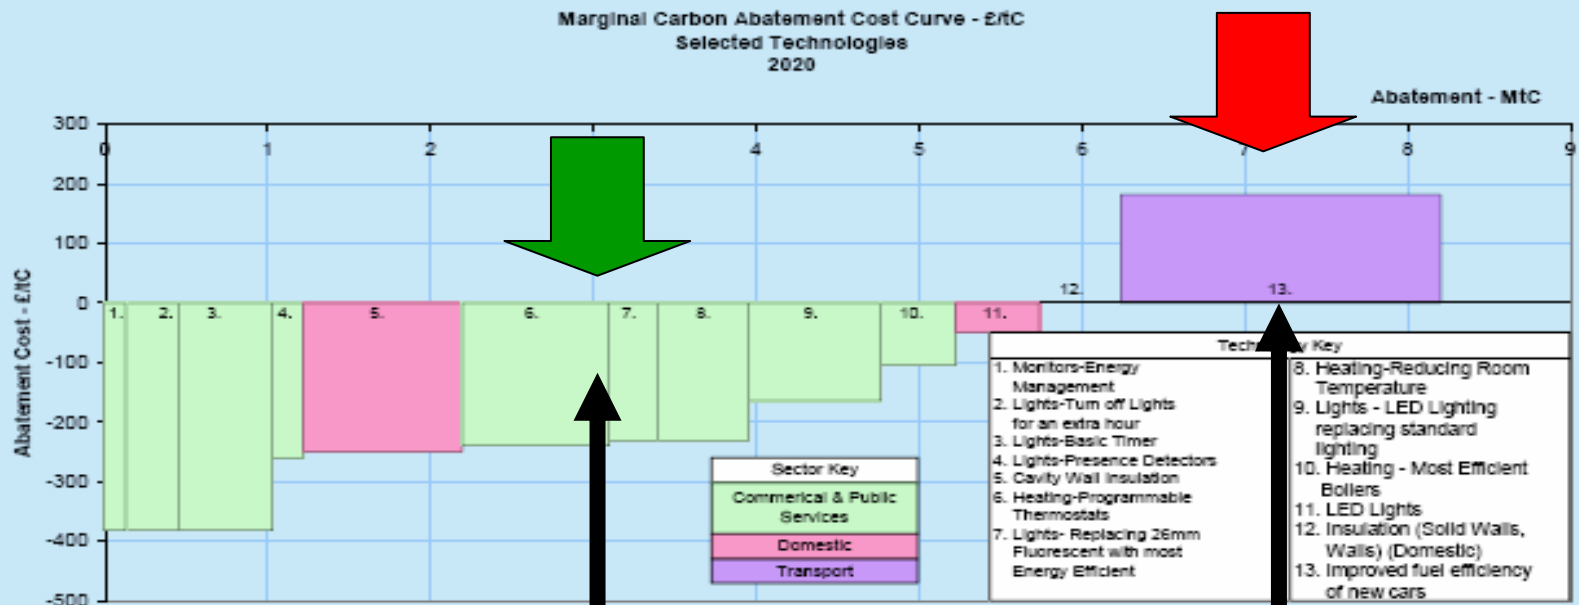 Marginal Carbon Abatement Cost Curve - £/tC
Selected Technologies
2020
Abatement - MtC
300
0 1 2 4 5 6 7 8 9
200
100
0
-100
-200
-300
-400
-500
Abatement Cost - £/tC
12. 13.
1. 2. 3. 4. 5. 6. 7. 8. 9. 10. 11.
Sector Key
Commerical & Public
Services
Domestic
Transport
Key
1. Monitors-Energy
Management
2. Lights-Turn off Lights
for an extra hour
3. Lights-Basic Timer
4. Lights-Presence Detectors
5. Cavity Wall Insulation
6. Heating-Programmable
Thermostats
7. Lights- Replacing 26mm
Fluorescent with most
Energy Efficient
8. Heating-Reducing Room
Temperature
9. Lights - LED Lighting
replacing standard
lighting
10. Heating - Most Efficient
Boilers
11. LED Lights
12. Insulation (Solid Walls,
Walls) (Domestic)
13. Improved fuel efficiency
of new cars